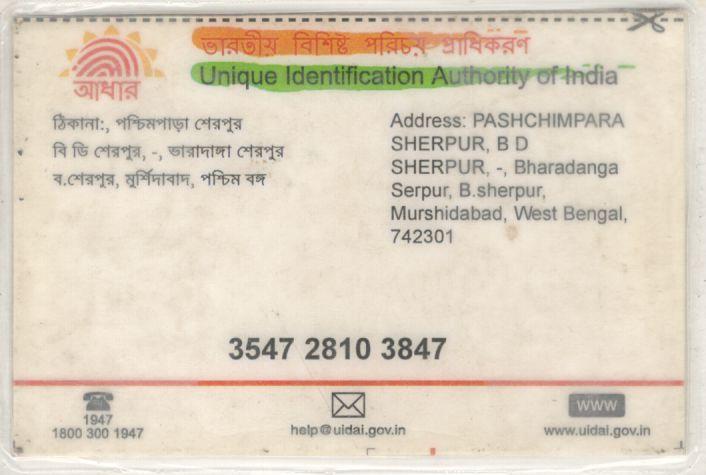 ভারতীয় বিশিষ্ট পরিচয় প্রাধিকরণ
Unique Identification Authority of India
আধার
ঠিকানা:, পশ্চিমপাড়া শেরপুর
বি ডি শেরপুর, -, ভারাদাঙ্গা শেরপুর
ব.শেরপুর, মুর্শিদাবাদ, পশ্চিম বঙ্গ
Address: PASHCHIMPARA
SHERPUR, B D
SHERPUR, -, Bharadanga
Serpur, B.sherpur,
Murshidabad, West Bengal,
742301
3547 2810 3847
1947
1800 300 1947
help@uidai.gov.in
www
www.uidai.gov.in